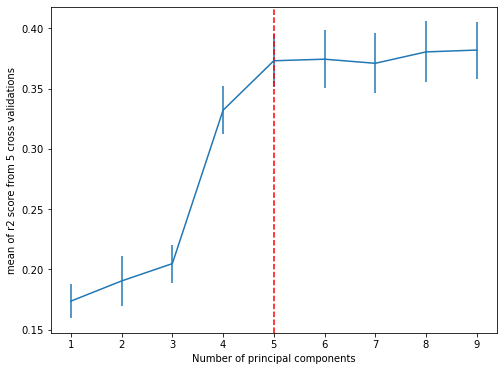 0.40
0.35
0.30
0.25
0.20
0.15
mean of r2 score from 5 cross validations
1 2 3 4 5 6 7 8 9
Number of principal components